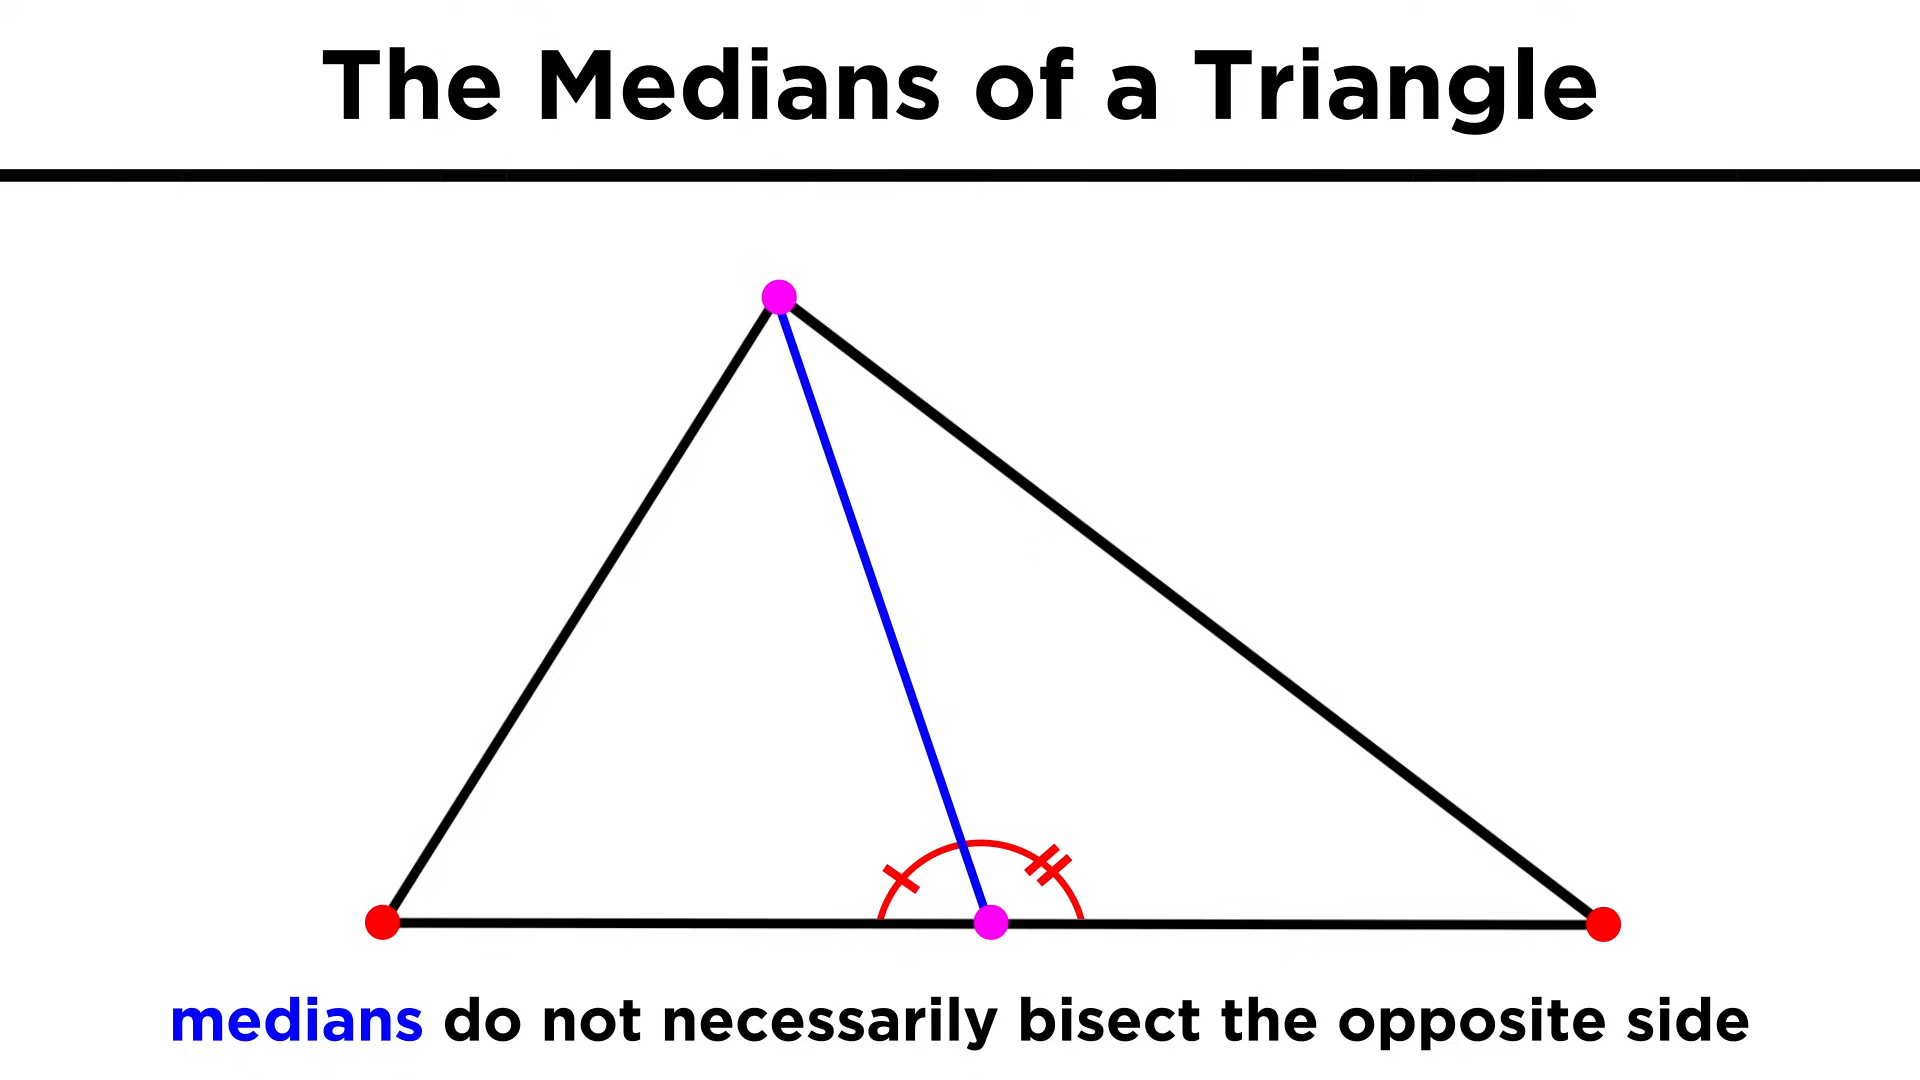 The Medians of a Triangle
medians do not necessarily bisect the opposite side